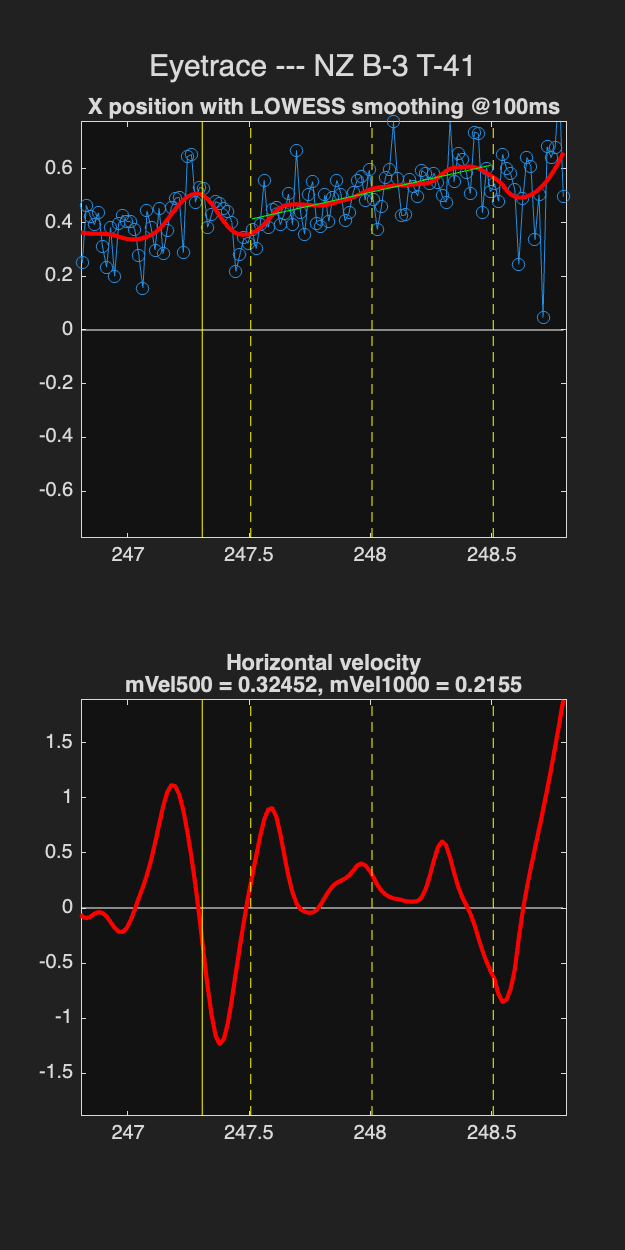 Eyetrace --- NZ B-3 T-41
X position with LOWESS smoothing @100ms
0.6
0.4
0.2
0
-0.2
-0.4
-0.6
247 247.5 248 248.5
Horizontal velocity
mVel500 = 0.32452, mVel1000 = 0.2155
1.5
1
0.5
0
-0.5
-1
-1.5
247 247.5 248 248.5